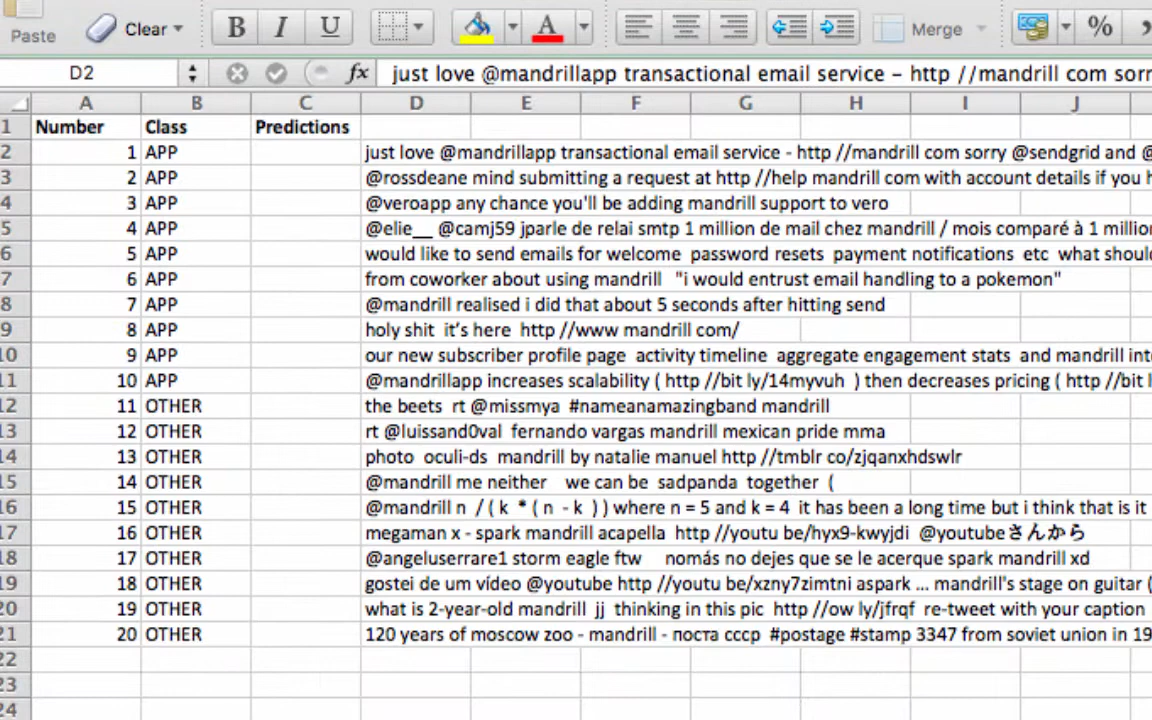 Paste Clear B I U A Merge %
D2 fx just love @mandrillapp transactional email service - http //mandrill com sorry
A B C D E F G H I J
1 Number Class Predictions
2 1 APP just love @mandrillapp transactional email service - http //mandrill com sorry @sendgrid and @
3 2 APP @rossdeane mind submitting a request at http //help mandrill com with account details if you h
4 3 APP @veroapp any chance you'll be adding mandrill support to vero
5 4 APP @elie__ @camj59 jparle de relai smtp 1 million de mail chez mandrill / mois comparé à 1 million
6 5 APP would like to send emails for welcome password resets payment notifications etc what should
7 6 APP from coworker about using mandrill "i would entrust email handling to a pokemon"
8 7 APP @mandrill realised i did that about 5 seconds after hitting send
9 8 APP holy shit it's here http //www mandrill com/
10 9 APP our new subscriber profile page activity timeline aggregate engagement stats and mandrill int
11 10 APP @mandrillapp increases scalability ( http //bit ly/14myvuh ) then decreases pricing ( http //bit l
12 11 OTHER the beets rt @missmya #nameanamazingband mandrill
13 12 OTHER rt @luissand0val fernando vargas mandrill mexican pride mma
14 13 OTHER photo oculi-ds mandrill by natalie manuel http //tmblr co/zjqanxhdswlr
15 14 OTHER @mandrill me neither we can be sadpanda together (
16 15 OTHER @mandrill n / ( k * ( n - k ) ) where n = 5 and k = 4 it has been a long time but i think that is it
17 16 OTHER megaman x - spark mandrill acapella http //youtu be/hyx9-kwyjdi @youtubeさんから
18 17 OTHER @angeluserrare1 storm eagle ftw nomás no dejes que se le acerque spark mandrill xd
19 18 OTHER gostei de um vídeo @youtube http //youtu be/xzny7zimtni aspark ... mandrill's stage on guitar (
20 19 OTHER what is 2-year-old mandrill jj thinking in this pic http //ow ly/jfrqf re-tweet with your caption
21 20 OTHER 120 years of moscow zoo - mandrill - поста ссср #postage #stamp 3347 from soviet union in 19
22
23
24